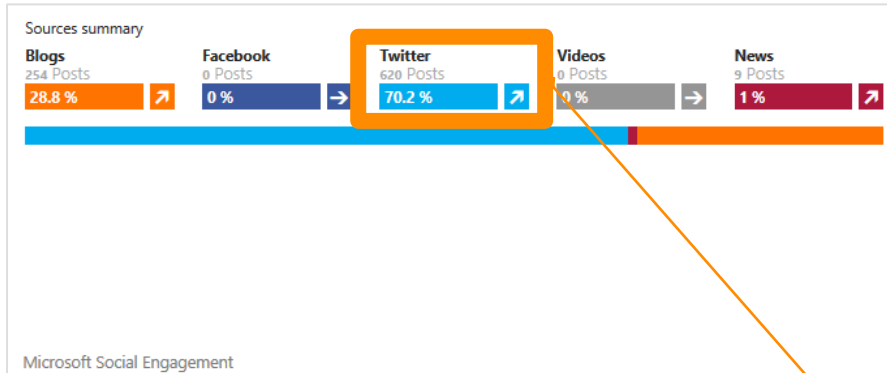 Sources summary
Blogs
254 Posts
28.8 %
Facebook
0 Posts
0 %
Twitter
620 Posts
70.2 %
Videos
0 Posts
0 %
News
9 Posts
1 %
Microsoft Social Engagement